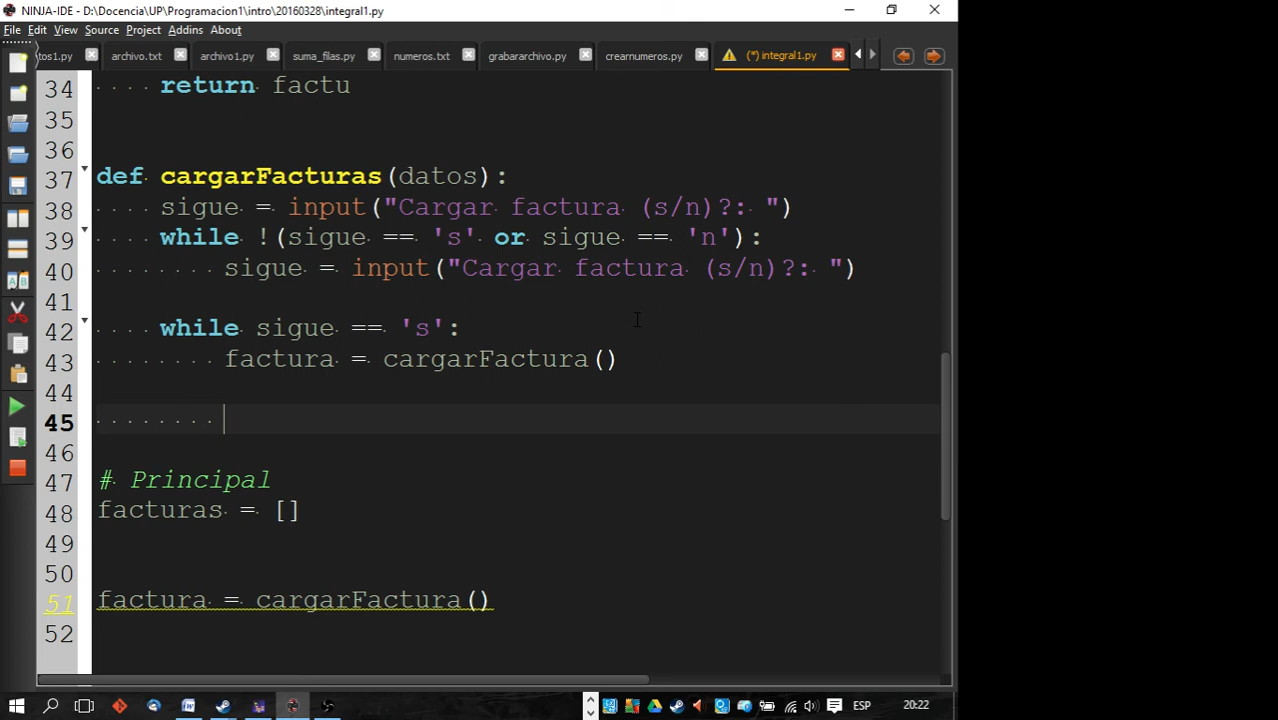 NINJA-IDE - D:\Docencia\UP\Programacion1\intro\20160328\integral1.py
File Edit View Source Project Addins About
tos1.py archivo.txt archivo1.py suma_filas.py numeros.txt grabararchivo.py crearnumeros.py (*) integral1.py
34 return factu
35
36
37 def cargarFacturas(datos):
38 sigue = input("Cargar factura (s/n)?: ")
39 while !(sigue == 's' or sigue == 'n'):
40 sigue = input("Cargar factura (s/n)?: ")
41
42 while sigue == 's':
43 factura = cargarFactura()
44
45
46
47 # Principal
48 facturas = []
49
50
51 factura = cargarFactura()
52
ESP 20:22